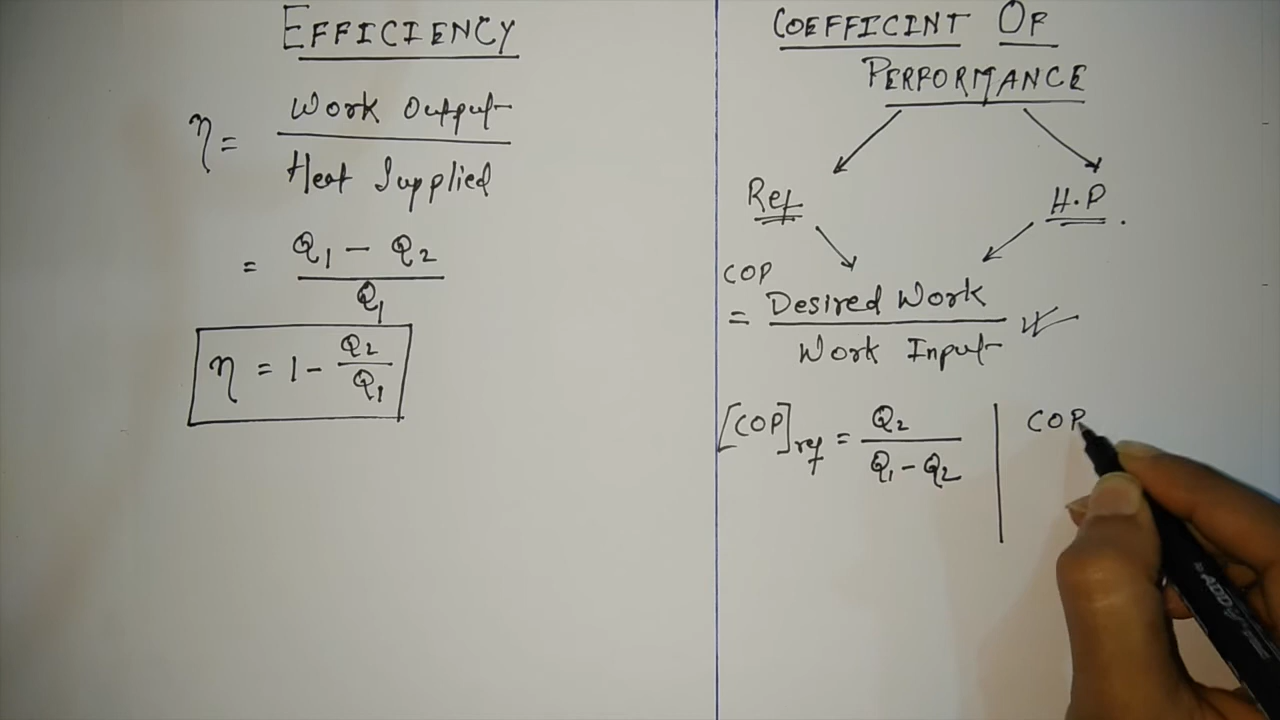 EFFICIENCY
η = Work Output / Heat Supplied
= Q1 − Q2 / Q1
η = 1 − Q2 / Q1
COEFFICINT OF
PERFORMANCE
Ref
H.P.
COP
= Desired Work / Work Input
[COP]ref = Q2 / Q1 − Q2
COP
ADD